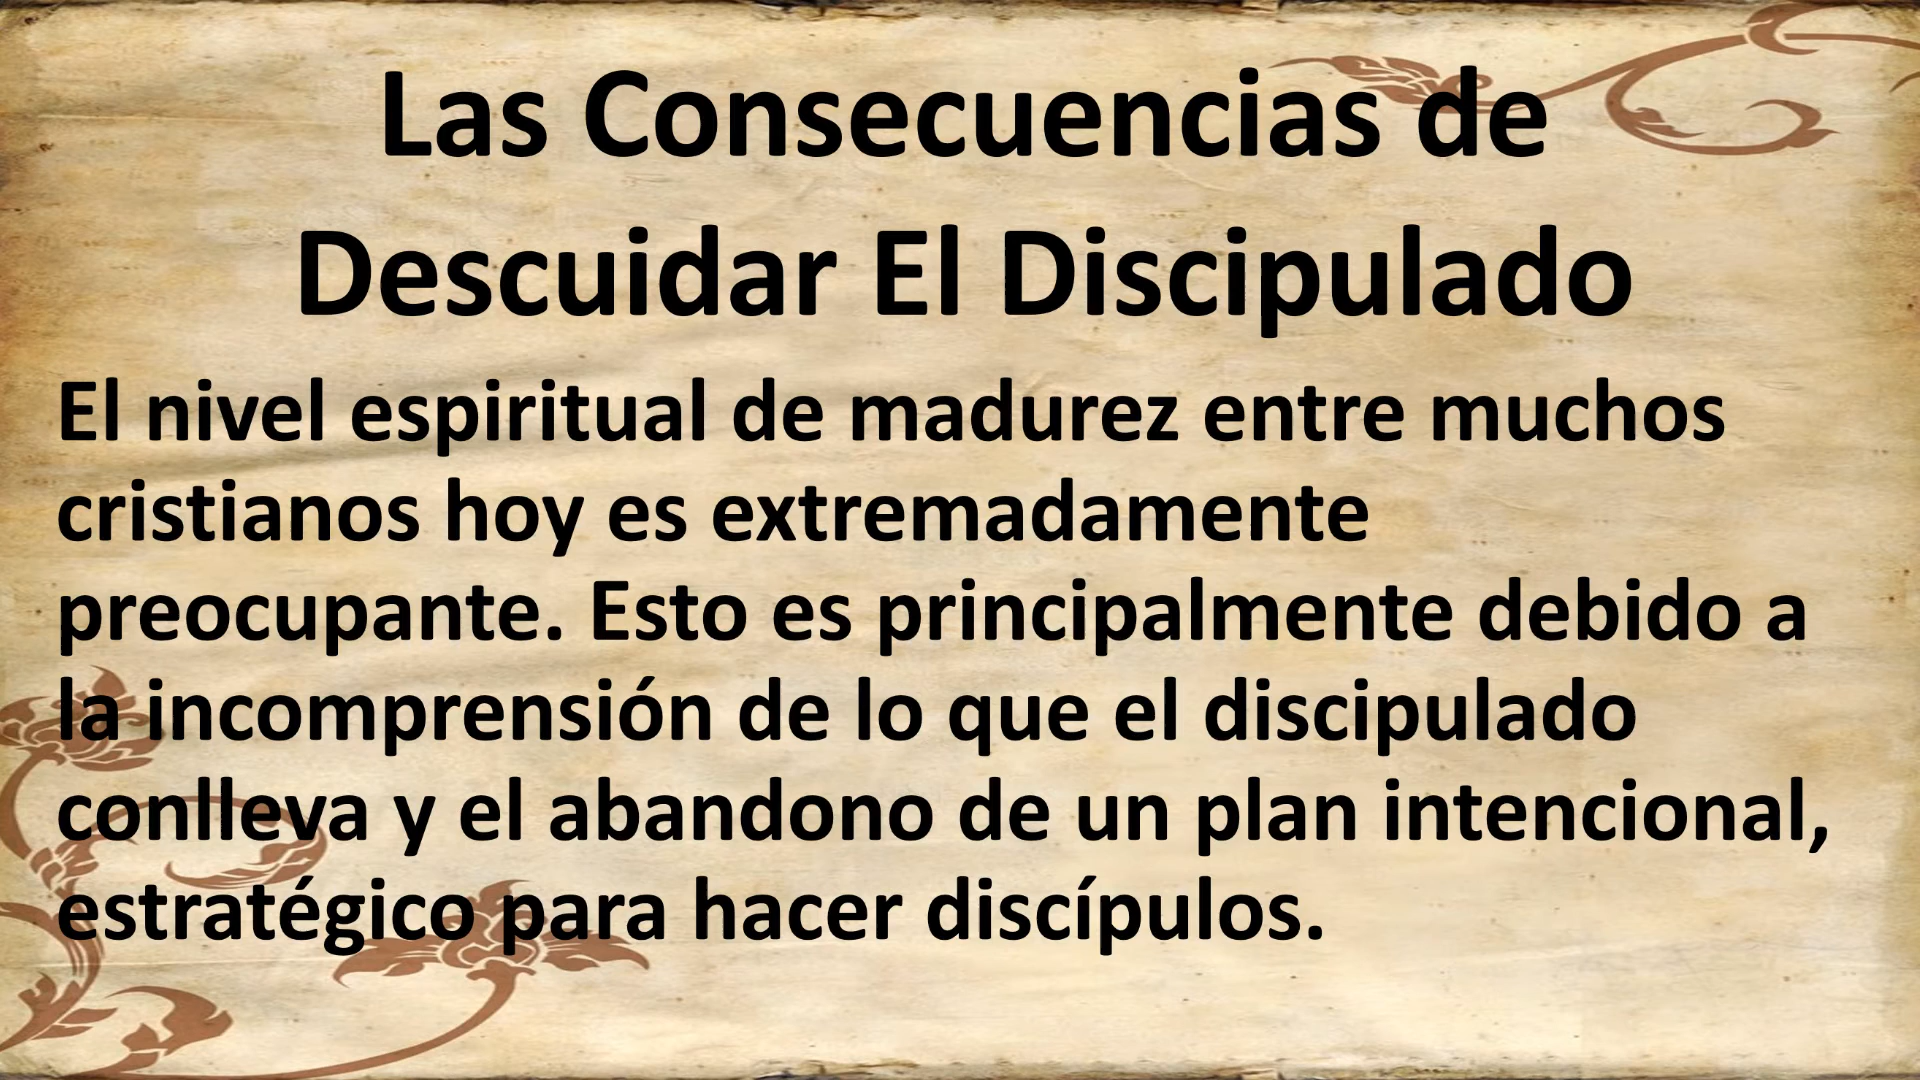 Las Consecuencias de
Descuidar El Discipulado
El nivel espiritual de madurez entre muchos
cristianos hoy es extremadamente
preocupante. Esto es principalmente debido a
la incomprensión de lo que el discipulado
conlleva y el abandono de un plan intencional,
estratégico para hacer discípulos.